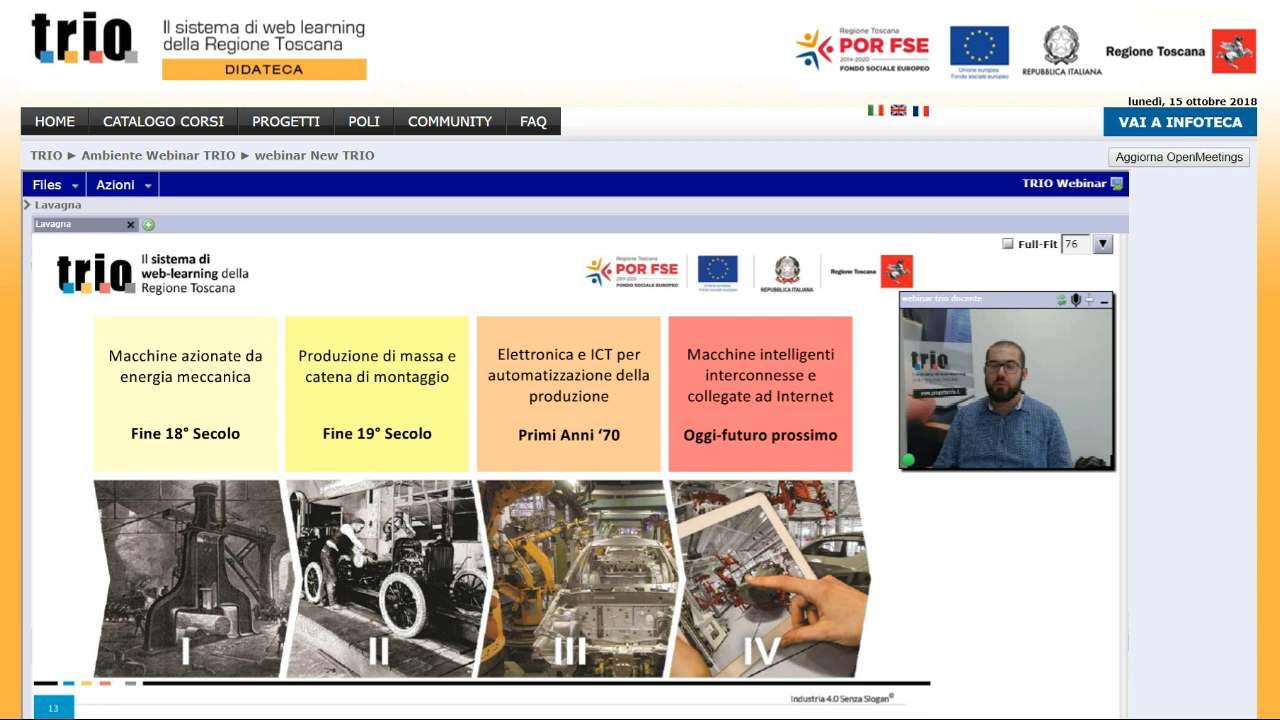 trio
Il sistema di web learning
della Regione Toscana
DIDATECA
Regione Toscana
POR FSE
2014-2020
FONDO SOCIALE EUROPEO
Unione europea
Fondo sociale europeo
REPUBBLICA ITALIANA
Regione Toscana
lunedì, 15 ottobre 2018
HOME CATALOGO CORSI PROGETTI POLI COMMUNITY FAQ
VAI A INFOTECA
TRIO ► Ambiente Webinar TRIO ► webinar New TRIO
Aggiorna OpenMeetings
Files Azioni
TRIO Webinar
Lavagna
Lavagna
Full-Fit 76
trio
Il sistema di
web-learning della
Regione Toscana
Regione Toscana
POR FSE
2014-2020
FONDO SOCIALE EUROPEO
REPUBBLICA ITALIANA
Regione Toscana
webinar trio docente
trio
Macchine azionate da
energia meccanica
Fine 18° Secolo
Produzione di massa e
catena di montaggio
Fine 19° Secolo
Elettronica e ICT per
automatizzazione della
produzione
Primi Anni ‘70
Macchine intelligenti
interconnesse e
collegate ad Internet
Oggi-futuro prossimo
I
II
III
IV
Industria 4.0 Senza Slogan©
13